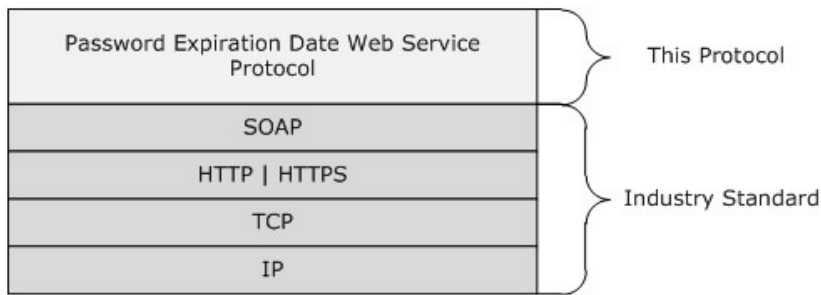 Password Expiration Date Web Service
Protocol
This Protocol
SOAP
HTTP | HTTPS
TCP
IP
Industry Standard